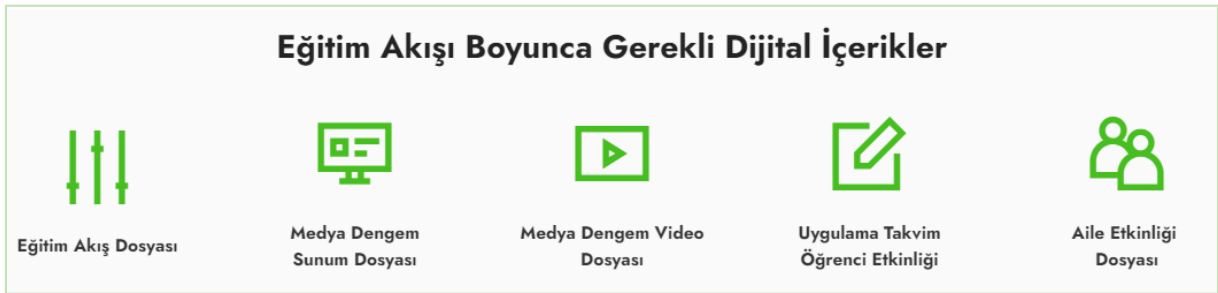 Eğitim Akışı Boyunca Gerekli Dijital İçerikler
Eğitim Akış Dosyası
Medya Dengem
Sunum Dosyası
Medya Dengem Video
Dosyası
Uygulama Takvim
Öğrenci Etkinliği
Aile Etkinliği
Dosyası